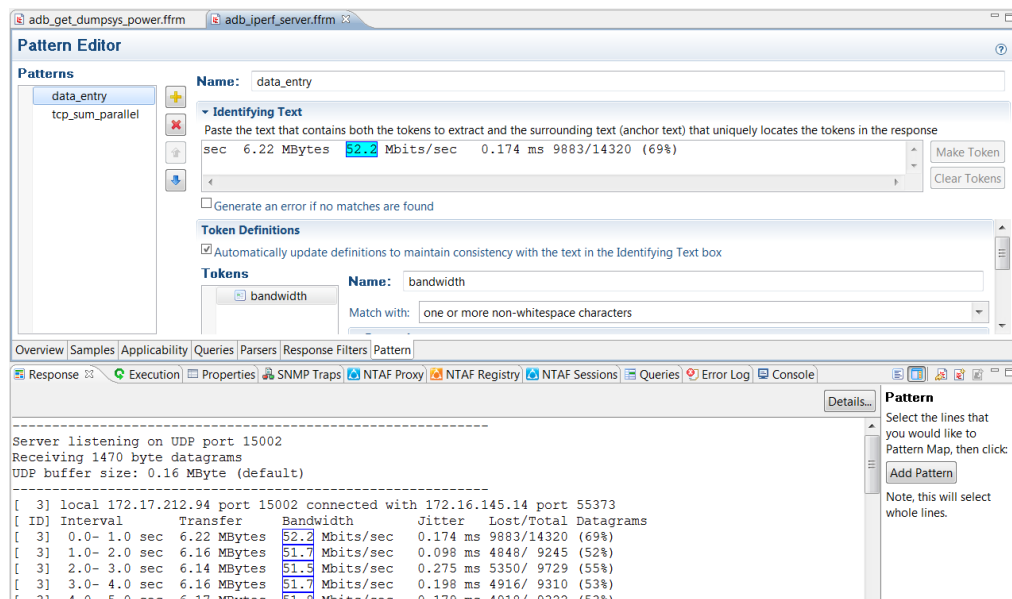 adb_get_dumpsys_power.ffrm adb_iperf_server.ffrm
Pattern Editor
Patterns
data_entry
tcp_sum_parallel
Name: data_entry
Identifying Text
Paste the text that contains both the tokens to extract and the surrounding text (anchor text) that uniquely locates the tokens in the response
sec 6.22 MBytes 52.2 Mbits/sec 0.174 ms 9883/14320 (69%)
Make Token
Clear Tokens
Generate an error if no matches are found
Token Definitions
Automatically update definitions to maintain consistency with the text in the Identifying Text box
Tokens
bandwidth
Name: bandwidth
Match with: one or more non-whitespace characters
Overview Samples Applicability Queries Parsers Response Filters Pattern
Response Execution Properties SNMP Traps NTAF Proxy NTAF Registry NTAF Sessions Queries Error Log Console
Details...
------------------------------------------------------------
Server listening on UDP port 15002
Receiving 1470 byte datagrams
UDP buffer size: 0.16 MByte (default)
------------------------------------------------------------
[ 3] local 172.17.212.94 port 15002 connected with 172.16.145.14 port 55373
[ ID] Interval Transfer Bandwidth Jitter Lost/Total Datagrams
[ 3] 0.0- 1.0 sec 6.22 MBytes 52.2 Mbits/sec 0.174 ms 9883/14320 (69%)
[ 3] 1.0- 2.0 sec 6.16 MBytes 51.7 Mbits/sec 0.098 ms 4848/ 9245 (52%)
[ 3] 2.0- 3.0 sec 6.14 MBytes 51.5 Mbits/sec 0.275 ms 5350/ 9729 (55%)
[ 3] 3.0- 4.0 sec 6.16 MBytes 51.7 Mbits/sec 0.198 ms 4916/ 9310 (53%)
Pattern
Select the lines that
you would like to
Pattern Map, then click:
Add Pattern
Note, this will select
whole lines.